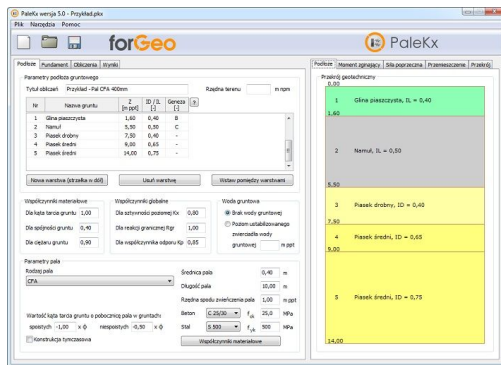 PaleKx wersja 5.0 - Przykład.pkx
Plik Narzędzia Pomoc
forGeo
PaleKx
Podłoże Fundament Obliczenia Wyniki
Podłoże Moment zginający Siła poprzeczna Przemieszczenie Przekrój
Parametry podłoża gruntowego
Tytuł obliczeń Przykład - Pal CFA 400mm Rzędna terenu m npm
Nr Nazwa gruntu Z [m ppt] ID / IL [-] Geneza [-] ?
1 Glina piaszczysta 1,60 0,40 B
2 Namuł 5,50 0,50 C
3 Piasek drobny 7,50 0,40 -
4 Piasek średni 9,00 0,65 -
5 Piasek średni 14,00 0,75 -
Nowa warstwa (strzałka w dół) Usuń warstwę Wstaw pomiędzy warstwami
Współczynniki materiałowe
Dla kąta tarcia gruntu 1,00
Dla spójności gruntu 0,40
Dla ciężaru gruntu 0,90
Współczynniki globalne
Dla sztywności poziomej Kx 0,80
Dla reakcji granicznej Rgr 1,00
Dla współczynnika odporu Kp 0,85
Woda gruntowa
Brak wody gruntowej
Poziom ustabilizowanego
zwierciadła wody
gruntowej m ppt
Parametry pala
Rodzaj pala
CFA
Wartość kąta tarcia gruntu o pobocznicę pala w gruntach:
spoistych -1,00 x ϕ niespoistych -0,50 x ϕ
Konstrukcja tymczasowa
Średnica pala 0,40 m
Długość pala 10,00 m
Rzędna spodu zwieńczenia pala 1,00 m ppt
Beton C 25/30 f ck 25,0 MPa
Stal S 500 f yk 500 MPa
Współczynniki materiałowe
Przekrój geotechniczny
0.00
1 Glina piaszczysta, IL = 0,40
1,60
2 Namuł, IL = 0,50
5,50
3 Piasek drobny, ID = 0,40
7,50
4 Piasek średni, ID = 0,65
9,00
5 Piasek średni, ID = 0,75
14,00